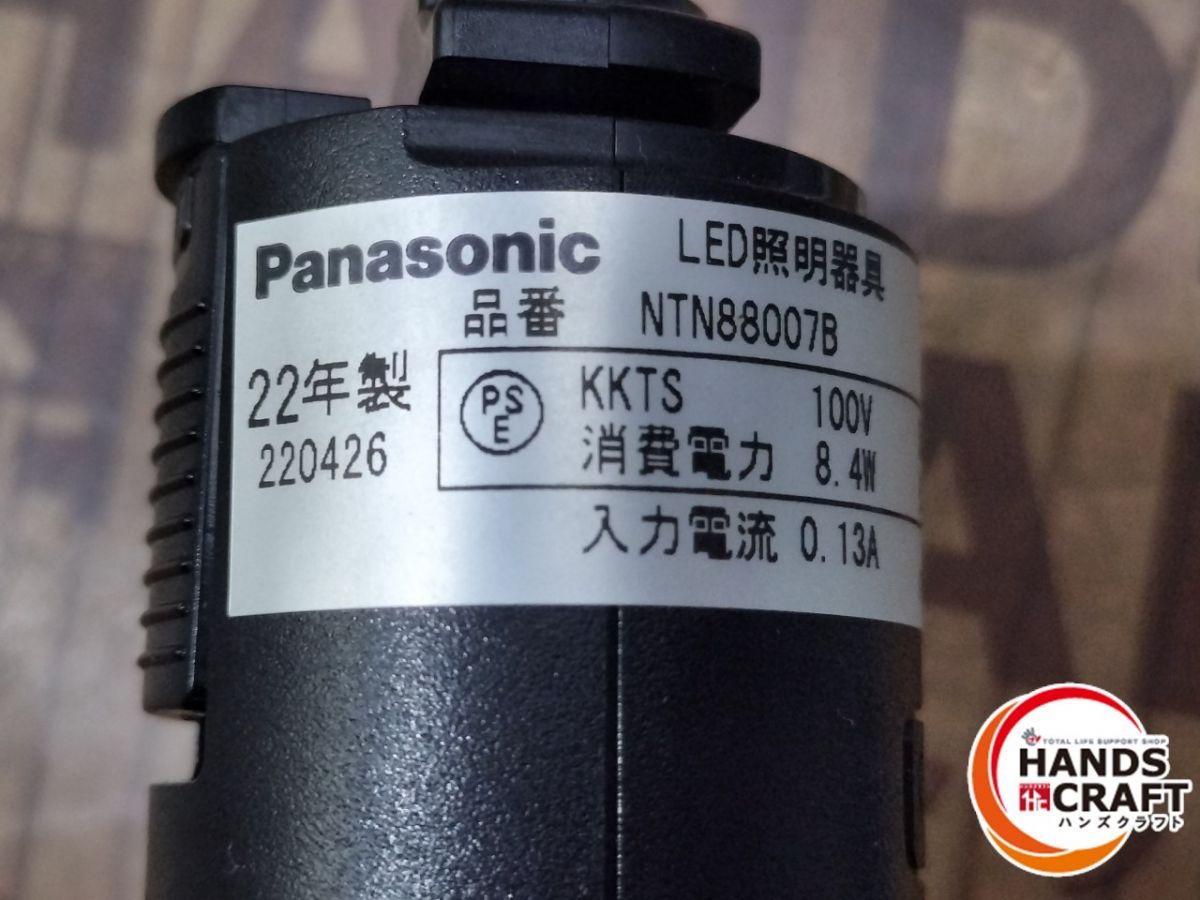 Panasonic LED照明器具
品番 NTN88007B
22年製
220426
PSE
KKTS 100V
消費電力 8.4W
入力電流 0.13A
TOTAL LIFE SUPPORT SHOP
HANDS
CRAFT
ハンズクラフト